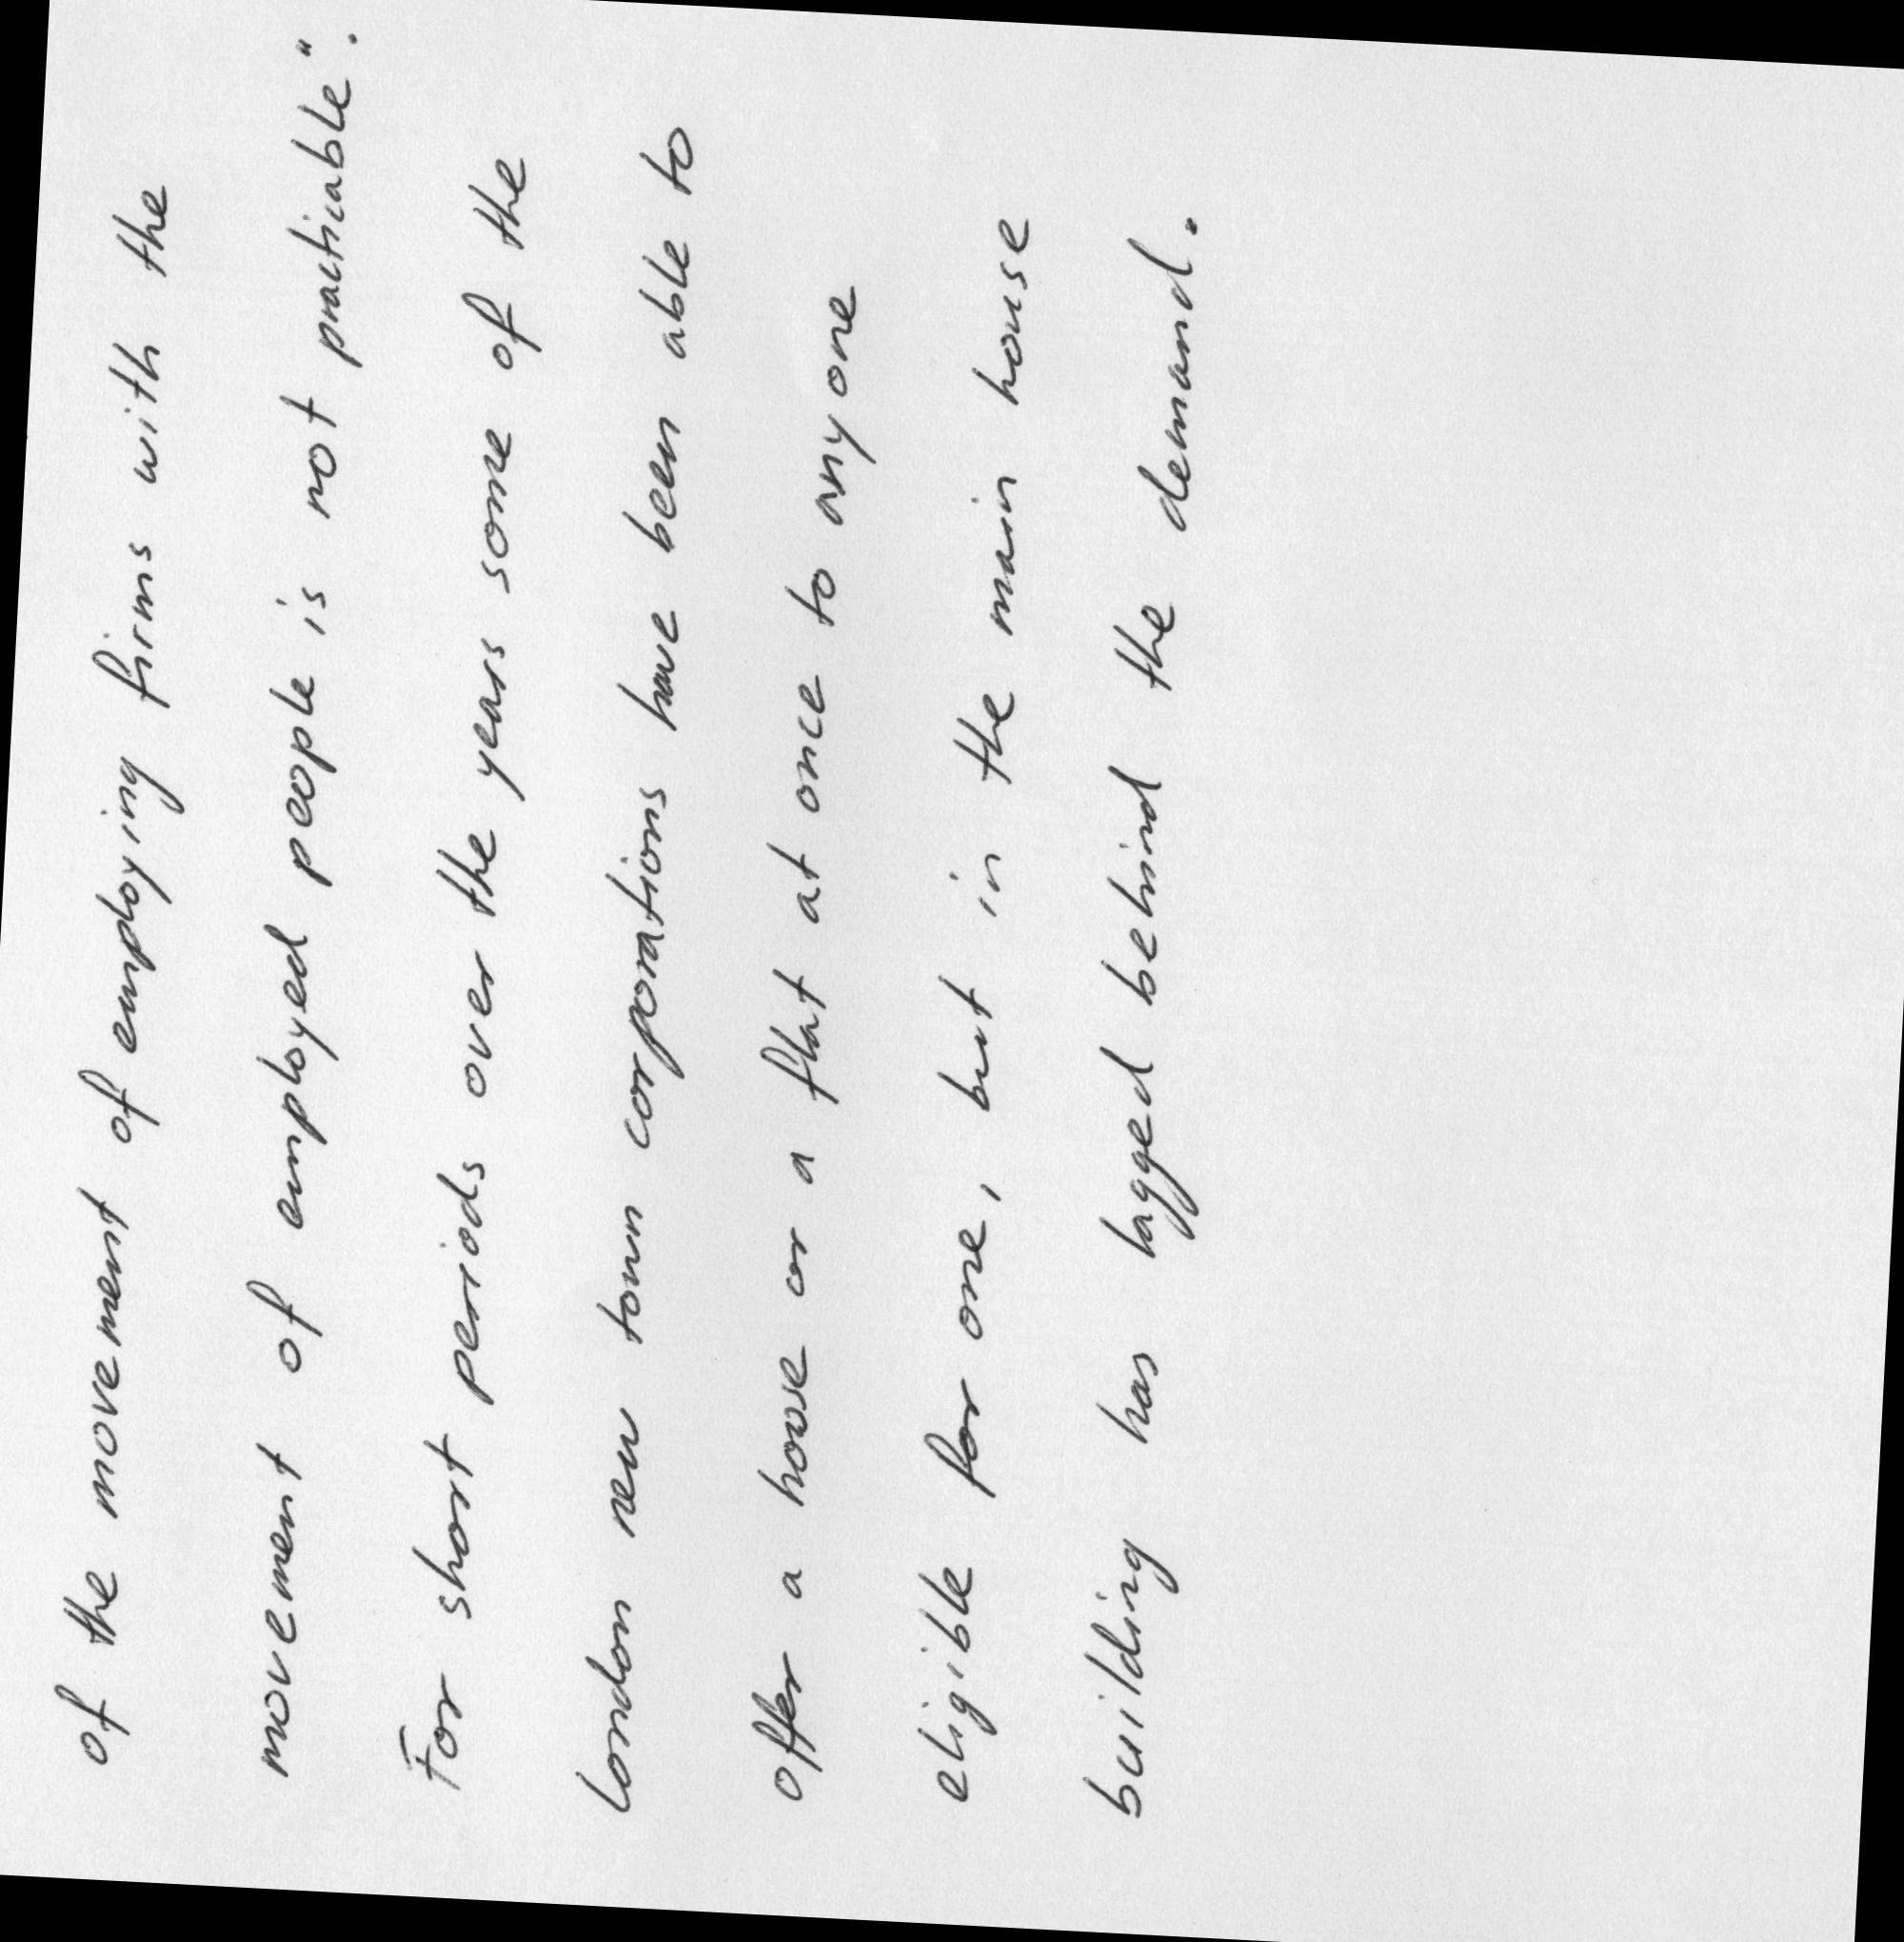 of the movement of employing firms with the
movement of employed people is not practicable".
For short periods over the years some of the
London new town corporations have been able to
offer a house or a flat at once to anyone
eligible for one, but in the main house
building has lagged behind the demand.